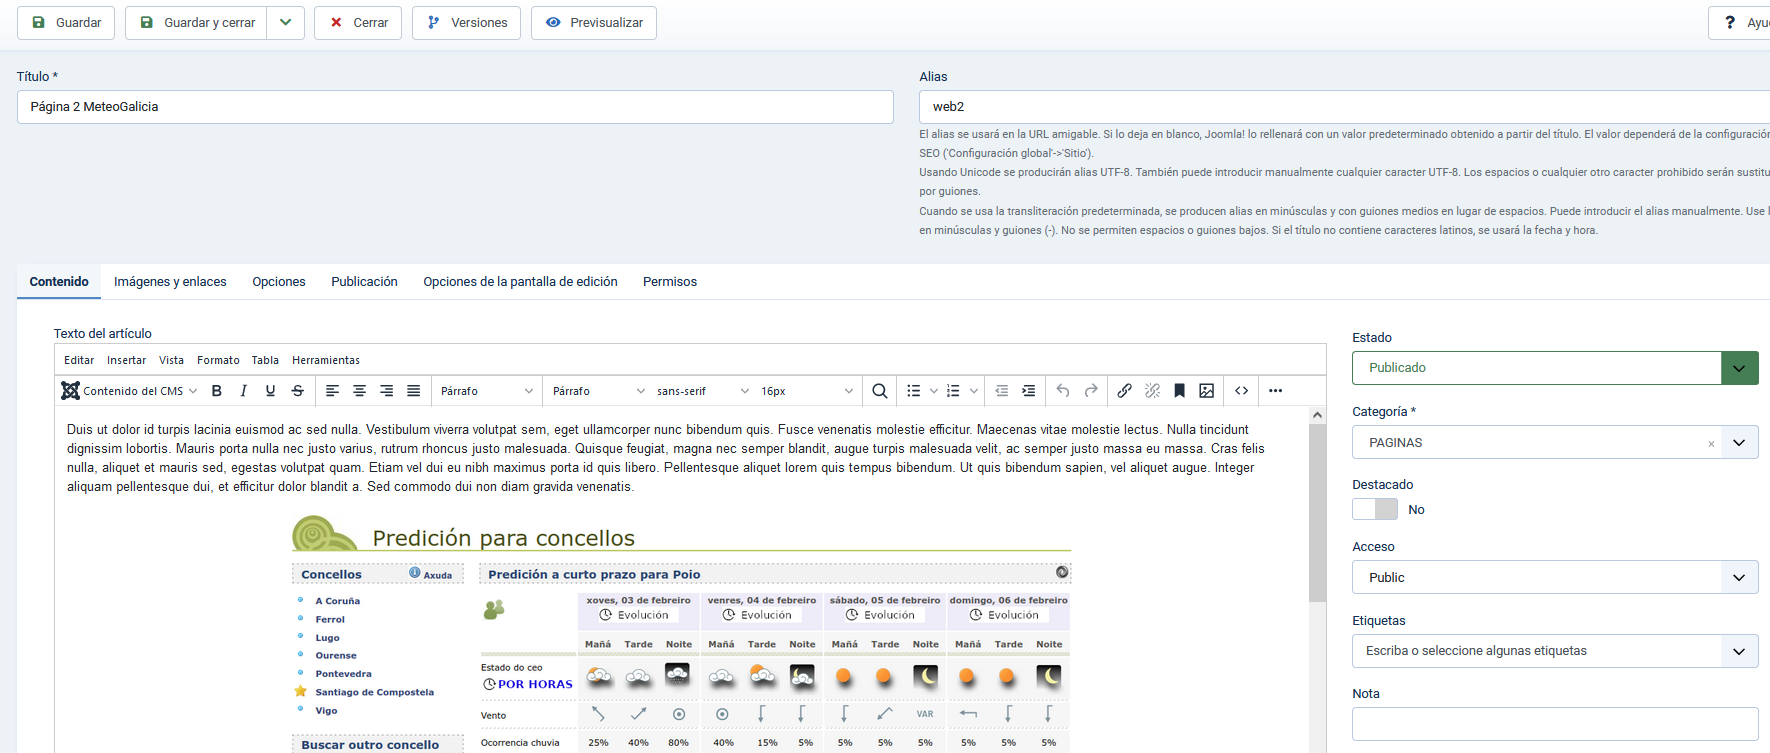 Guardar Guardar y cerrar Cerrar Versiones Previsualizar ?
Título * Alias
Página 2 MeteoGalicia web2
El alias se usará en la URL amigable. Si lo deja en blanco, Joomla! lo rellenará con un valor predeterminado obtenido a partir del título. El valor dependerá de la
SEO ('Configuración global'->'Sitio').
Usando Unicode se producirán alias UTF-8. También puede introducir manualmente cualquier caracter UTF-8. Los espacios o cualquier otro caracter prohibido serán
por guiones.
Cuando se usa la transliteración predeterminada, se producen alias en minúsculas y con guiones medios en lugar de espacios. Puede introducir el alias manualmente. Use
en minúsculas y guiones (-). No se permiten espacios o guiones bajos. Si el título no contiene caracteres latinos, se usará la fecha y hora.
Contenido Imágenes y enlaces Opciones Publicación Opciones de la pantalla de edición Permisos
Texto del artículo
Editar Insertar Vista Formato Tabla Herramientas
Contenido del CMS B I U S Párrafo Párrafo sans-serif 16px
Duis ut dolor id turpis lacinia euismod ac sed nulla. Vestibulum viverra volutpat sem, eget ullamcorper nunc bibendum quis. Fusce venenatis molestie efficitur. Maecenas vitae molestie lectus. Nulla tincidunt
dignissim lobortis. Mauris porta nulla nec justo varius, rutrum rhoncus justo malesuada. Quisque feugiat, magna nec semper blandit, augue turpis malesuada velit, ac semper justo massa eu massa. Cras felis
nulla, aliquet et mauris sed, egestas volutpat quam. Etiam vel dui eu nibh maximus porta id quis libero. Pellentesque aliquet lorem quis tempus bibendum. Ut quis bibendum sapien, vel aliquet augue. Integer
aliquam pellentesque dui, et efficitur dolor blandit a. Sed commodo dui non diam gravida venenatis.
Predición para concellos
Concellos Axuda
A Coruña
Ferrol
Lugo
Ourense
Pontevedra
Santiago de Compostela
Vigo
Buscar outro concello
Predición a curto prazo para Poio
xoves, 03 de febreiro venres, 04 de febreiro sábado, 05 de febreiro domingo, 06 de febreiro
Evolución Evolución Evolución Evolución
Mañá Tarde Noite Mañá Tarde Noite Mañá Tarde Noite Mañá Tarde Noite
Estado do ceo
POR HORAS
Vento VAR
Ocorrencia chuvia 25% 40% 80% 40% 15% 5% 5% 5% 5% 5% 5% 5%
Estado
Publicado
Categoría *
PAGINAS ×
Destacado
No
Acceso
Public
Etiquetas
Escriba o seleccione algunas etiquetas
Nota